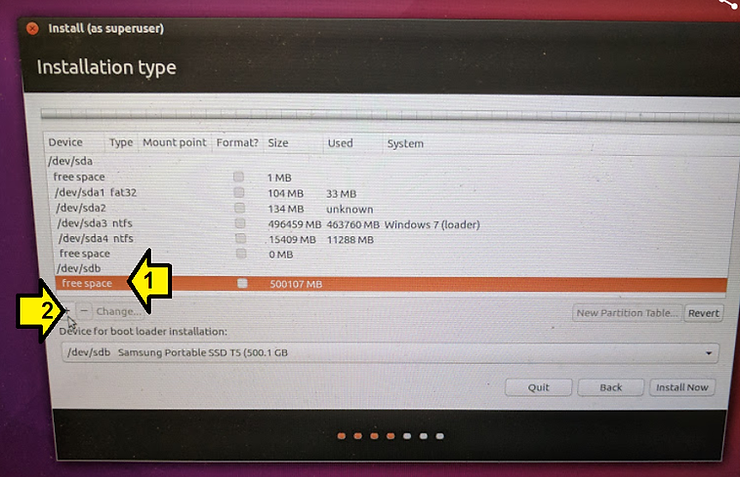 Install (as superuser)
Installation type
Device Type Mount point Format? Size Used System
/dev/sda
free space 1 MB
/dev/sda1 fat32 104 MB 33 MB
/dev/sda2 134 MB unknown
/dev/sda3 ntfs 496459 MB 463760 MB Windows 7 (loader)
/dev/sda4 ntfs 15409 MB 11288 MB
free space 0 MB
/dev/sdb
free space 500107 MB
1
2
+ − Change... New Partition Table... Revert
Device for boot loader installation:
/dev/sdb Samsung Portable SSD T5 (500.1 GB
Quit Back Install Now